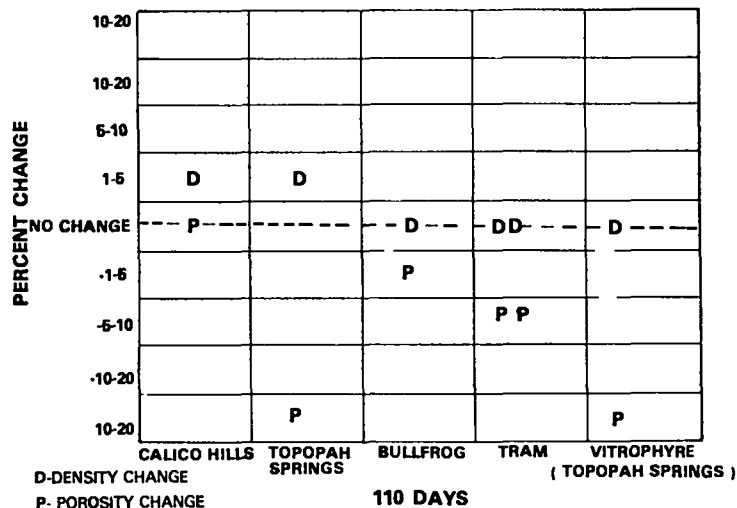 10-20
10-20
5-10
1-5
NO CHANGE
-1-5
-5-10
-10-20
10-20
PERCENT CHANGE
D D
P D D D D
P
P P
P P
CALICO HILLS TOPOPAH SPRINGS BULLFROG TRAM VITROPHYRE ( TOPOPAH SPRINGS )
D-DENSITY CHANGE
P- POROSITY CHANGE
110 DAYS